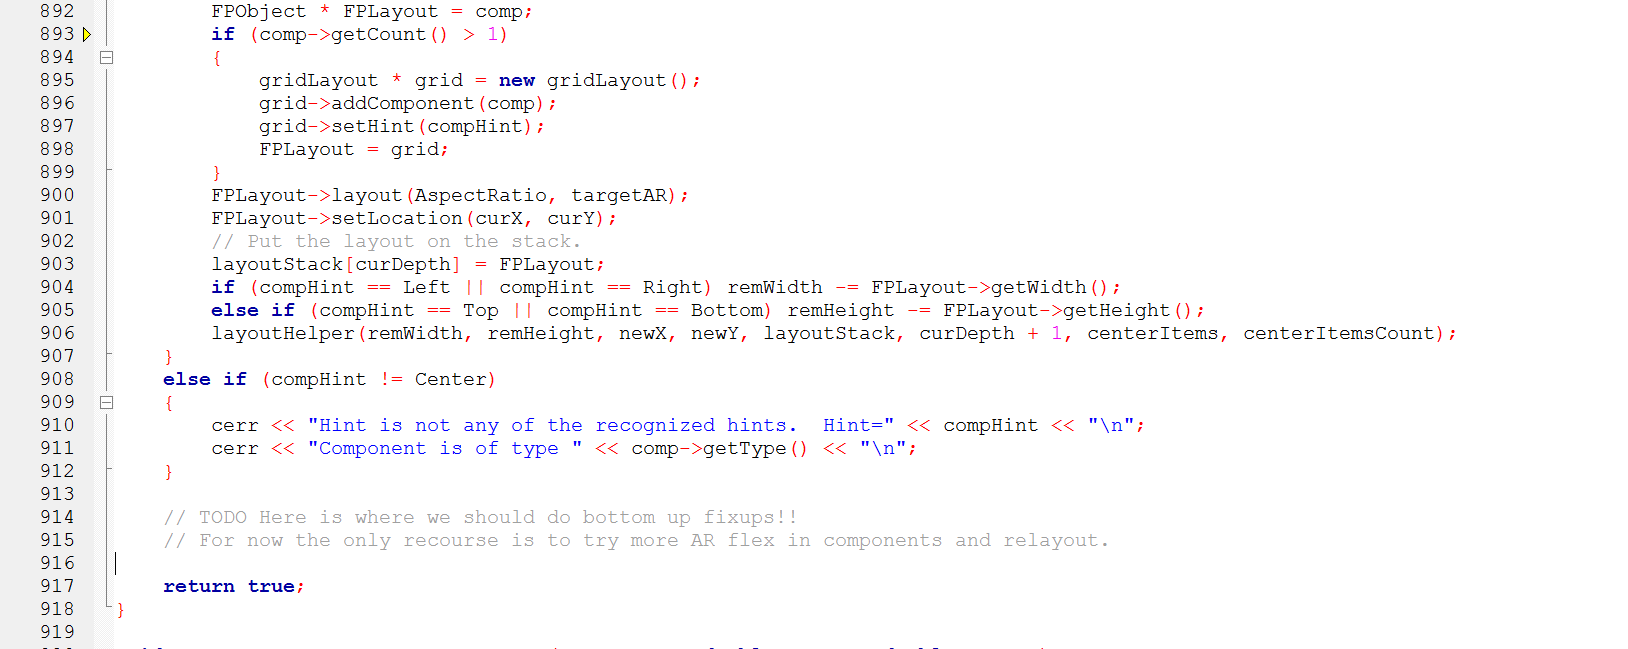 892 FPObject * FPLayout = comp;
893 if (comp->getCount() > 1)
894 {
895 gridLayout * grid = new gridLayout();
896 grid->addComponent(comp);
897 grid->setHint(compHint);
898 FPLayout = grid;
899 }
900 FPLayout->layout(AspectRatio, targetAR);
901 FPLayout->setLocation(curX, curY);
902 // Put the layout on the stack.
903 layoutStack[curDepth] = FPLayout;
904 if (compHint == Left || compHint == Right) remWidth -= FPLayout->getWidth();
905 else if (compHint == Top || compHint == Bottom) remHeight -= FPLayout->getHeight();
906 layoutHelper(remWidth, remHeight, newX, newY, layoutStack, curDepth + 1, centerItems, centerItemsCount);
907 }
908 else if (compHint != Center)
909 {
910 cerr << "Hint is not any of the recognized hints.  Hint=" << compHint << "\n";
911 cerr << "Component is of type " << comp->getType() << "\n";
912 }
913
914 // TODO Here is where we should do bottom up fixups!!
915 // For now the only recourse is to try more AR flex in components and relayout.
916
917 return true;
918 }
919